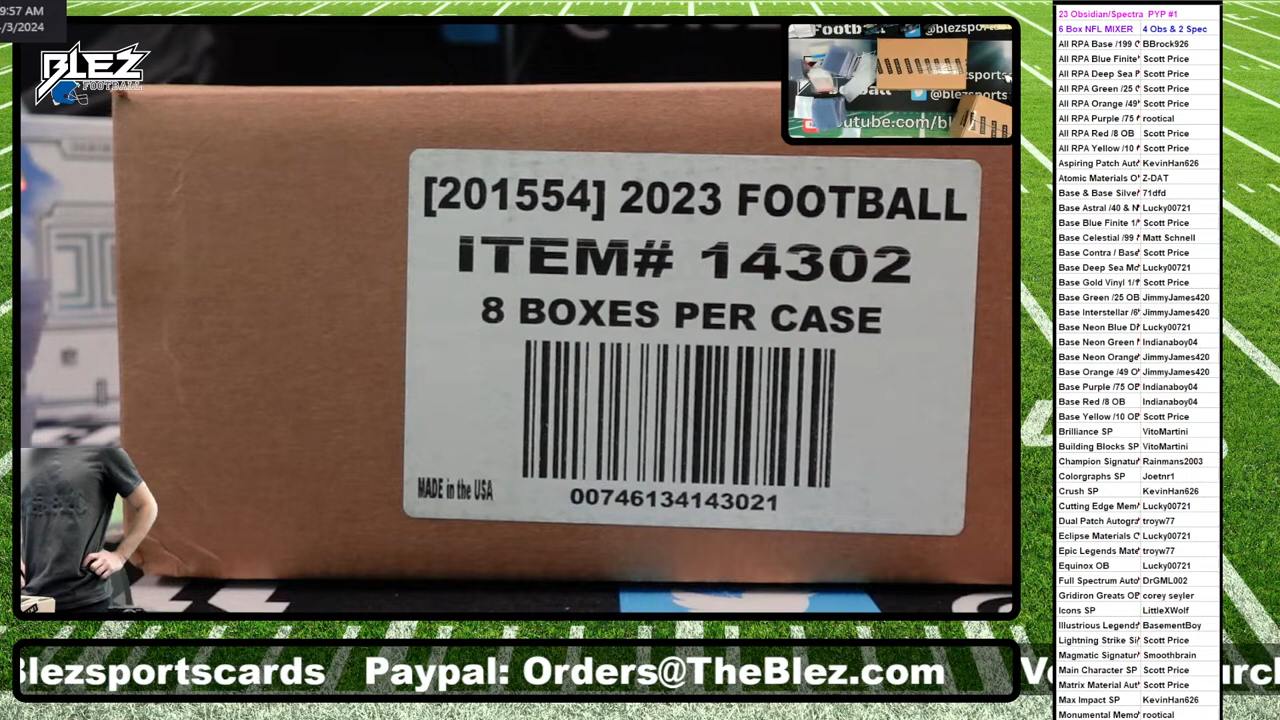 9:57 AM
/3/2024
BLEZ
FOOTBALL
@blezsports
@blezsports
outube.com/bl
[201554] 2023 FOOTBALL
ITEM# 14302
8 BOXES PER CASE
MADE in the USA
00746134143021
Blezsportscards / Paypal: Orders@TheBlez.com
23 Obsidian/Spectra PYP #1
6 Box NFL MIXER 4 Obs & 2 Spec
All RPA Base /199 BBrock926
All RPA Blue Finite Scott Price
All RPA Deep Sea Scott Price
All RPA Green /25 Scott Price
All RPA Orange /49 Scott Price
All RPA Purple /75 rootical
All RPA Red /8 OB Scott Price
All RPA Yellow /10 Scott Price
Aspiring Patch Aut KevinHan626
Atomic Materials O Z-DAT
Base & Base Silve 71dfd
Base Astral /40 & N Lucky00721
Base Blue Finite 1/ Scott Price
Base Celestial /99 Matt Schnell
Base Contra / Base Scott Price
Base Deep Sea Mo Lucky00721
Base Gold Vinyl 1/ Scott Price
Base Green /25 OB JimmyJames420
Base Interstellar /6 JimmyJames420
Base Neon Blue Di Lucky00721
Base Neon Green Indianaboy04
Base Neon Orange JimmyJames420
Base Orange /49 O JimmyJames420
Base Purple /75 OB Indianaboy04
Base Red /8 OB Indianaboy04
Base Yellow /10 OB Scott Price
Brilliance SP VitoMartini
Building Blocks SP VitoMartini
Champion Signatur Rainmans2003
Colorgraphs SP Joetnr1
Crush SP KevinHan626
Cutting Edge Mem Lucky00721
Dual Patch Autogra troyw77
Eclipse Materials O Lucky00721
Epic Legends Mate troyw77
Equinox OB Lucky00721
Full Spectrum Auto DrGML002
Gridiron Greats OB corey seyler
Icons SP LittleXWolf
Illustrious Legends BasementBoy
Lightning Strike Si Scott Price
Magmatic Signatur Smoothbrain
Main Character SP Scott Price
Matrix Material Aut Scott Price
Max Impact SP KevinHan626
Monumental Memo rootical